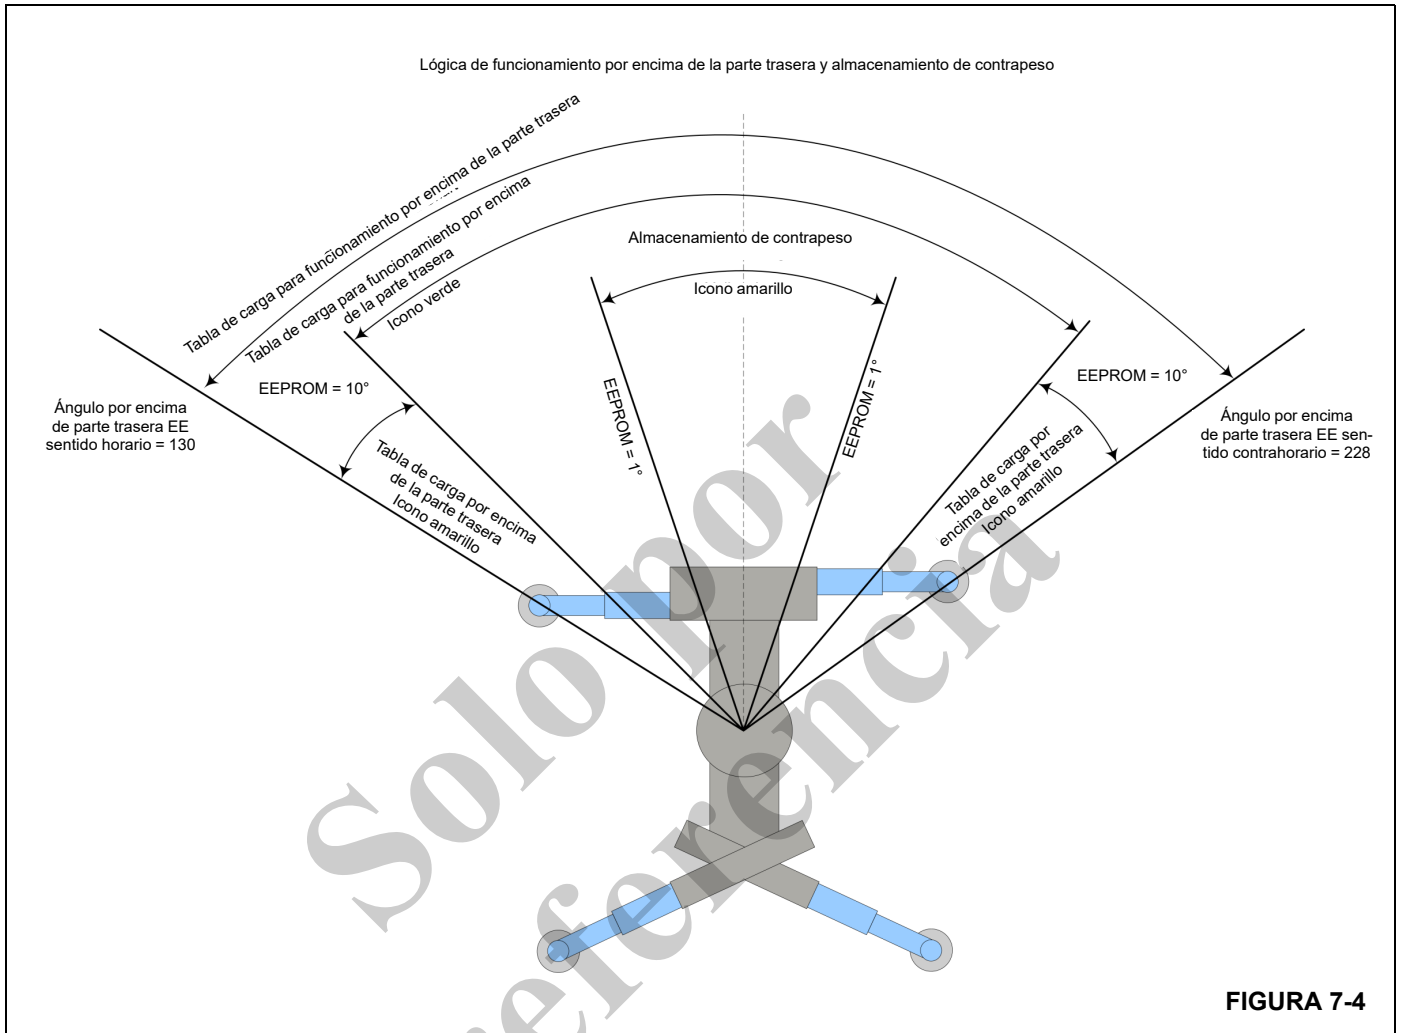 Lógica de funcionamiento por encima de la parte trasera y almacenamiento de contrapeso
Tabla de carga para funcionamiento por encima de la parte trasera
Tabla de carga para funcionamiento por encima
de la parte trasera
Icono verde
Almacenamiento de contrapeso
Icono amarillo
EEPROM = 10°
EEPROM = 10°
EEPROM = 1°
EEPROM = 1°
Ángulo por encima
de parte trasera EE
sentido horario = 130
Ángulo por encima
de parte trasera EE sen-
tido contrahorario = 228
Tabla de carga por encima
de la parte trasera
Icono amarillo
Tabla de carga por
encima de la parte trasera
Icono amarillo
Solo por
referencia
FIGURA 7-4